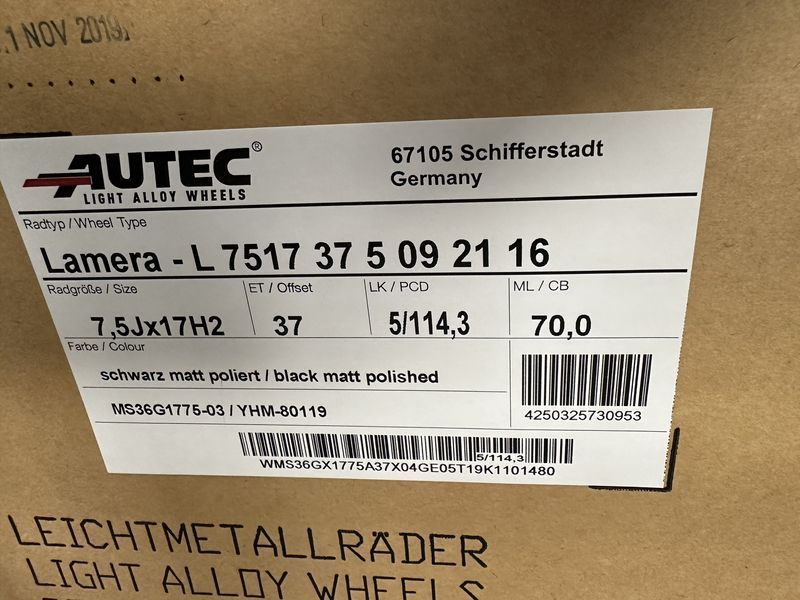 .1 NOV 2019.
AUTEC®
LIGHT ALLOY WHEELS
67105 Schifferstadt
Germany
Radtyp / Wheel Type
Lamera - L 7517 37 5 09 21 16
Radgröße / Size
ET / Offset
LK / PCD
ML / CB
7,5Jx17H2
37
5/114,3
70,0
Farbe / Colour
schwarz matt poliert / black matt polished
MS36G1775-03 / YHM-80119
4250325730953
5/114,3
WMS36GX1775A37X04GE05T19K1101480
LEICHTMETALLRÄDER
LIGHT ALLOY WHEELS